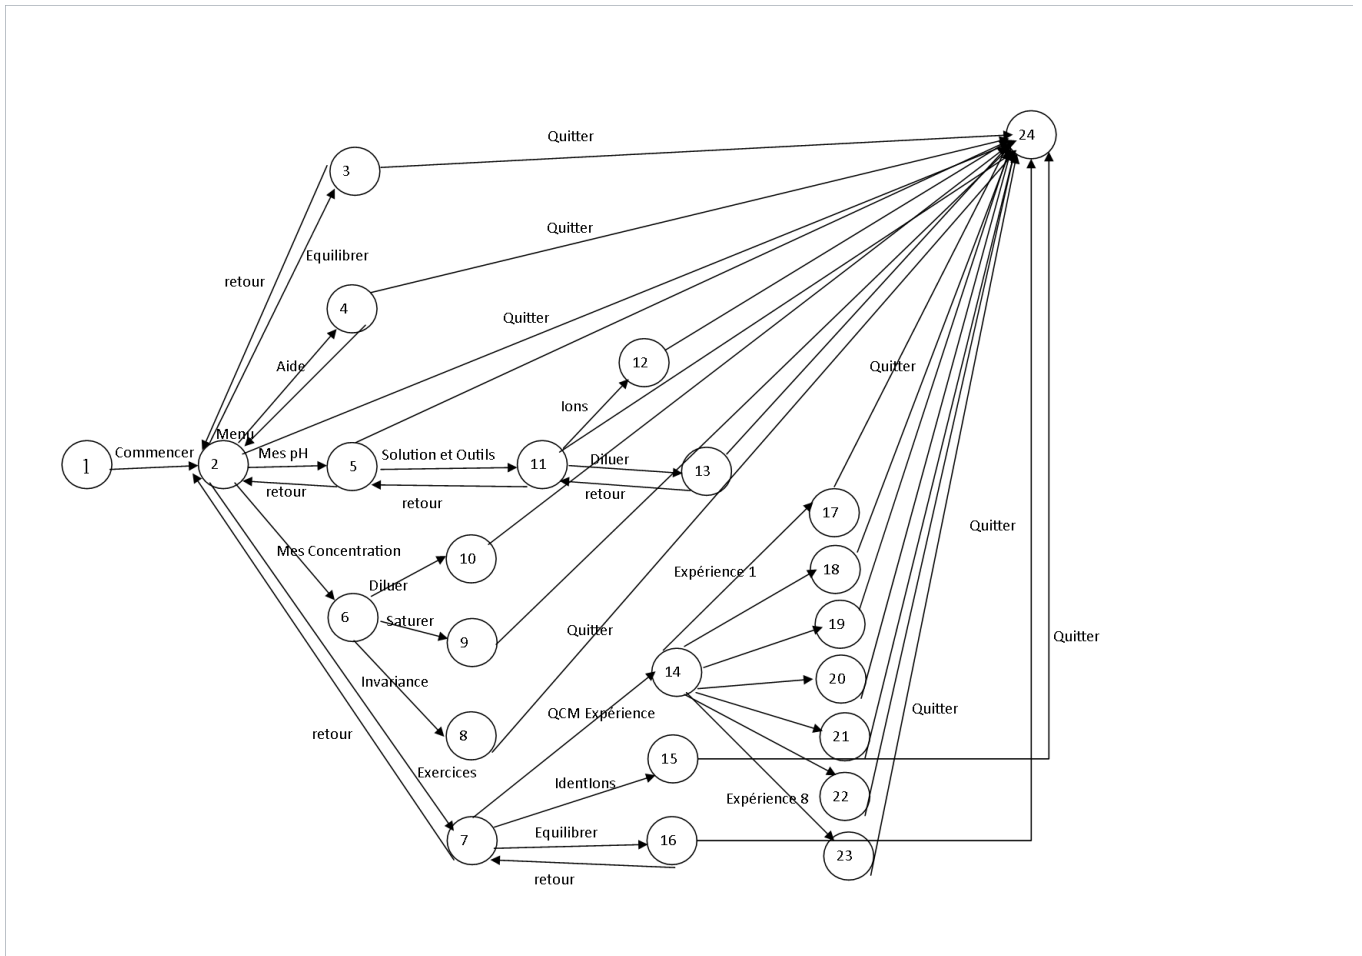 24
Quitter
3
Quitter
Equilibrer
retour
4
Quitter
12
Aide
Quitter
Ions
Menu
1
Commencer
2
Mes pH
5
Solution et Outils
11
Diluer
13
retour
retour
retour
17
Quitter
Mes Concentration
10
Diluer
Expérience 1
18
6
Saturer
9
Quitter
19
14
20
Invariance
QCM Expérience
Quitter
8
retour
21
15
Exercices
IdentIons
Expérience 8
22
7
Equilibrer
16
23
retour
Quitter